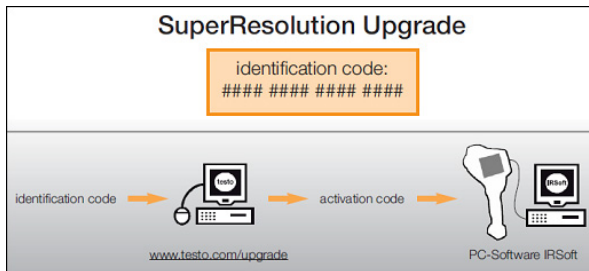 SuperResolution Upgrade
identification code:
#### #### #### ####
identification code
testo
activation code
IRSoft
www.testo.com/upgrade
PC-Software IRSoft